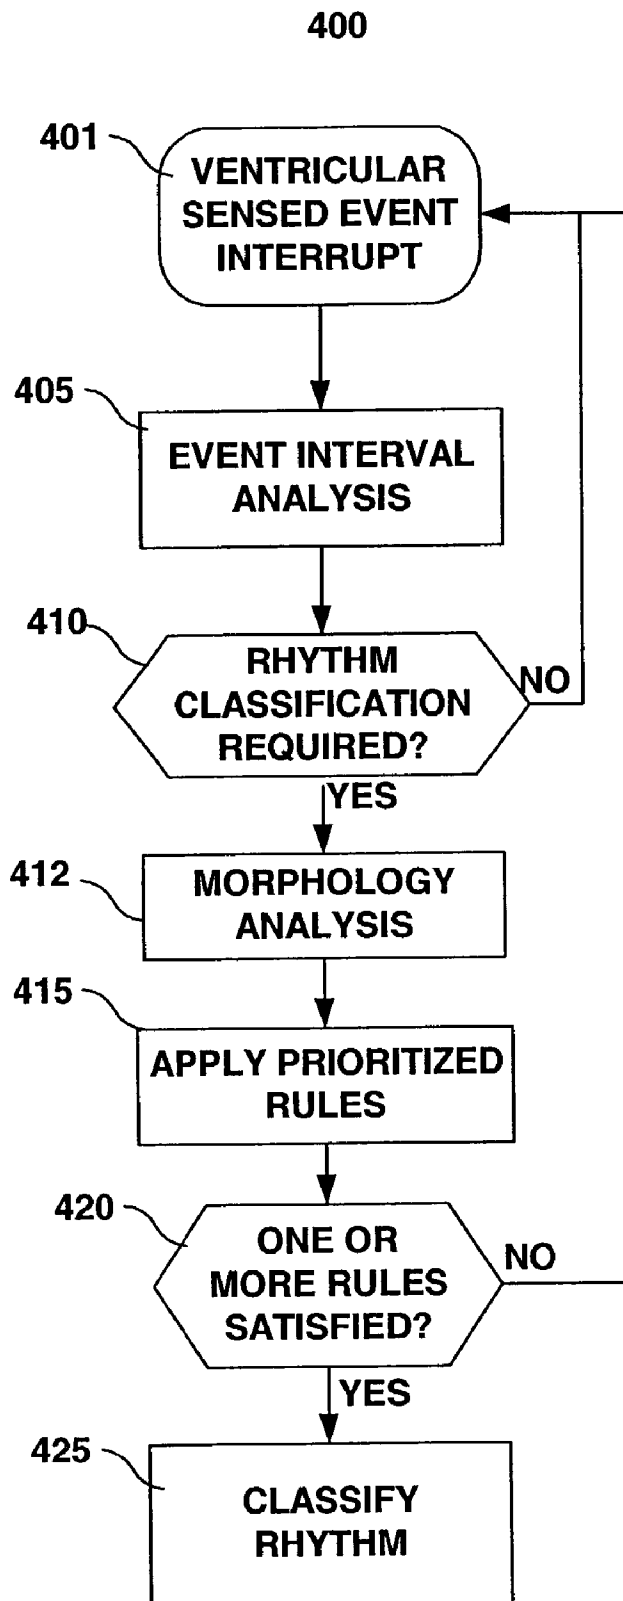 400
401
VENTRICULAR
SENSED EVENT
INTERRUPT
405
EVENT INTERVAL
ANALYSIS
410
RHYTHM
CLASSIFICATION
REQUIRED?
NO
YES
412
MORPHOLOGY
ANALYSIS
415
APPLY PRIORITIZED
RULES
420
ONE OR
MORE RULES
SATISFIED?
NO
YES
425
CLASSIFY
RHYTHM